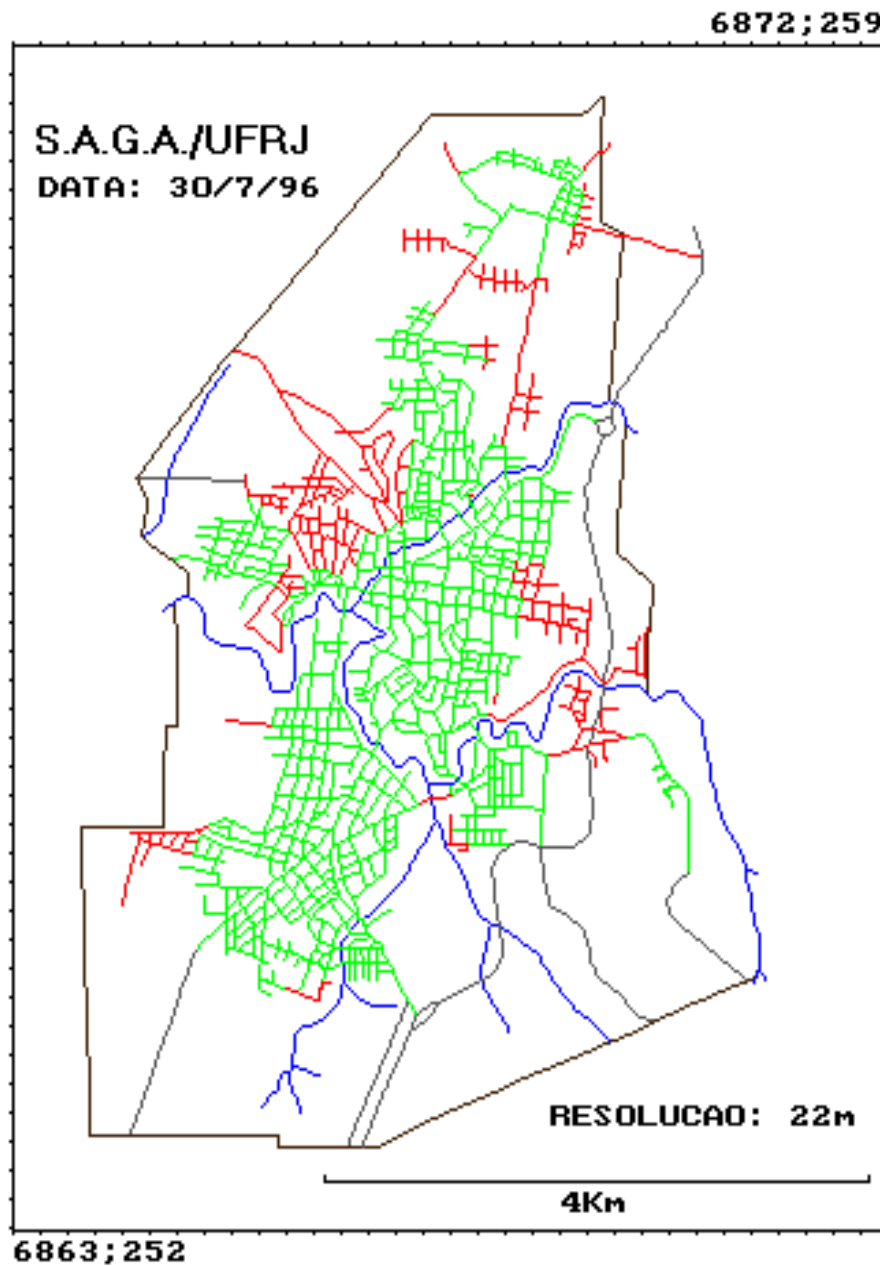 6872;259
S.A.G.A./UFRJ
DATA: 30/7/96
RESOLUCAO: 22m
4Km
6863;252